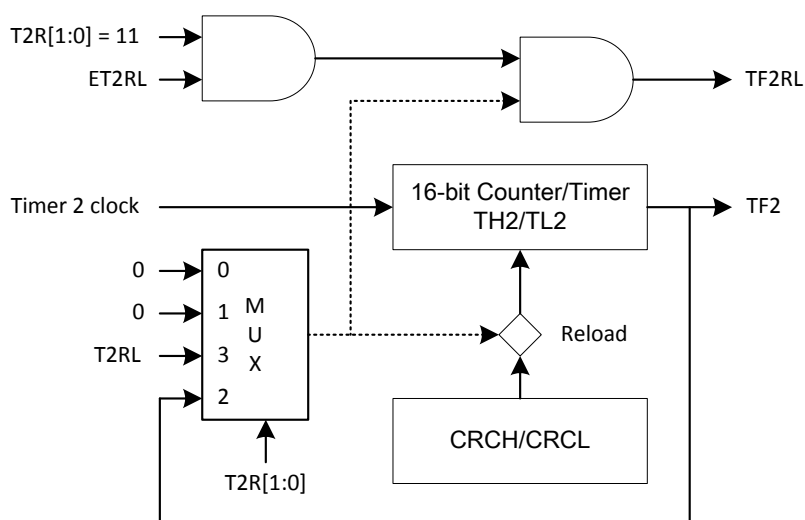 T2R[1:0] = 11
ET2RL
TF2RL
Timer 2 clock
16-bit Counter/Timer
TH2/TL2
TF2
0
0
0
1
T2RL
3
2
M
U
X
Reload
CRCH/CRCL
T2R[1:0]